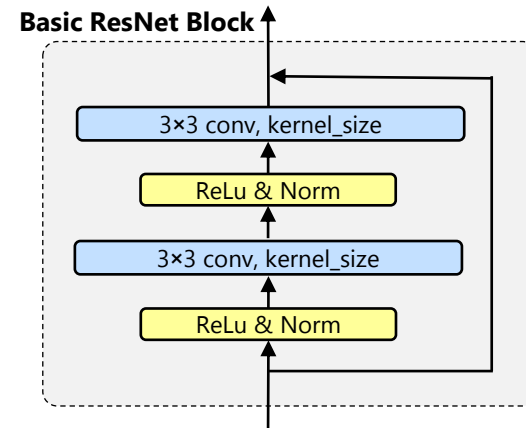 Basic ResNet Block
3×3 conv, kernel_size
ReLu & Norm
3×3 conv, kernel_size
ReLu & Norm